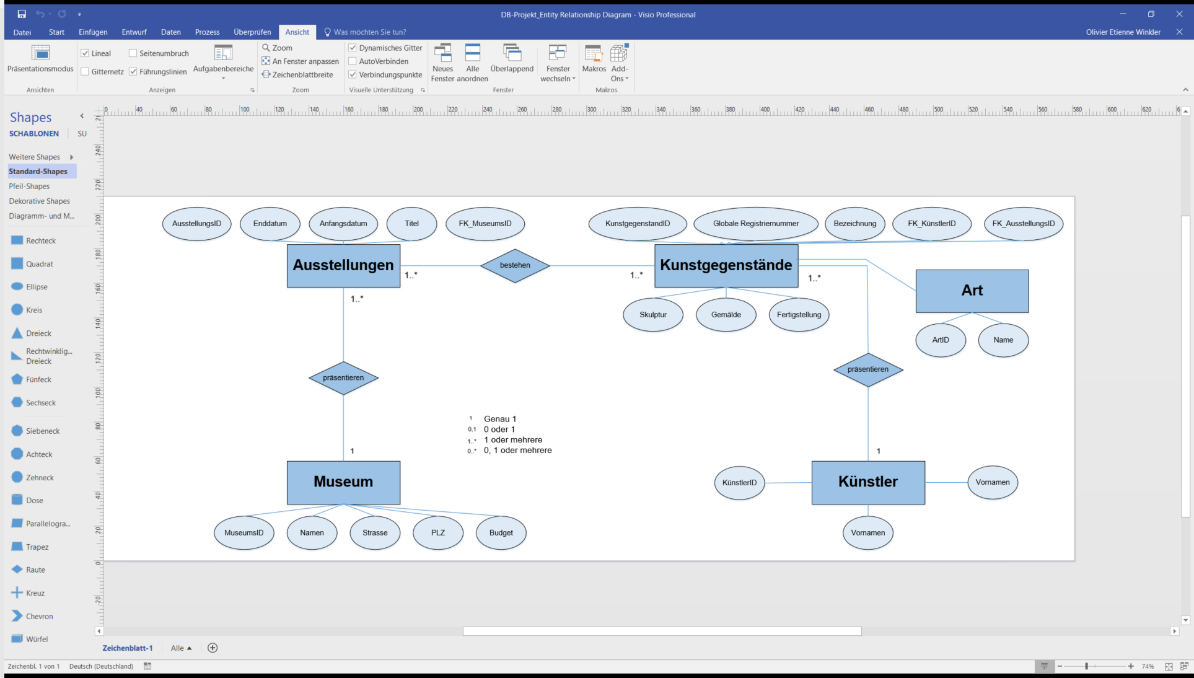 DB-Projekt_Entity Relationship Diagram - Visio Professional
Datei Start Einfügen Entwurf Daten Prozess Überprüfen Ansicht Was möchten Sie tun? Olivier Etienne Winkler
Präsentationsmodus
Ansichten
Lineal Seitenumbruch
Gitternetz Führungslinien
Aufgabenbereiche
Anzeigen
Zoom
An Fenster anpassen
Zeichenblattbreite
Zoom
Dynamisches Gitter
AutoVerbinden
Verbindungspunkte
Visuelle Unterstützung
Neues Fenster
Alle anordnen
Überlappend
Fenster wechseln
Fenster
Makros
Add-Ons
Makros
Shapes
SCHABLONEN SU
Weitere Shapes
Standard-Shapes
Pfeil-Shapes
Dekorative Shapes
Diagramm- und M...
Rechteck
Quadrat
Ellipse
Kreis
Dreieck
Rechtwinklig...
Dreieck
Fünfeck
Sechseck
Siebeneck
Achteck
Zehneck
Dose
Parallelogra...
Trapez
Raute
Kreuz
Chevron
Würfel
AusstellungsID Enddatum Anfangsdatum Titel FK_MuseumsID
KunstgegenstandID Globale Registriernummer Bezeichnung FK_KünstlerID FK_AusstellungsID
Ausstellungen 1..* bestehen 1..* Kunstgegenstände 1..*
1..*
Art
Skulptur Gemälde Fertigstellung
ArtID Name
präsentieren
präsentieren
1 Genau 1
0,1 0 oder 1
1..* 1 oder mehrere
0..* 0, 1 oder mehrere
1
1
Museum
Künstler
KünstlerID Vornamen
MuseumsID Namen Strasse PLZ Budget
Vornamen
Zeichenblatt-1 Alle
Zeichenbl. 1 von 1 Deutsch (Deutschland) 74%